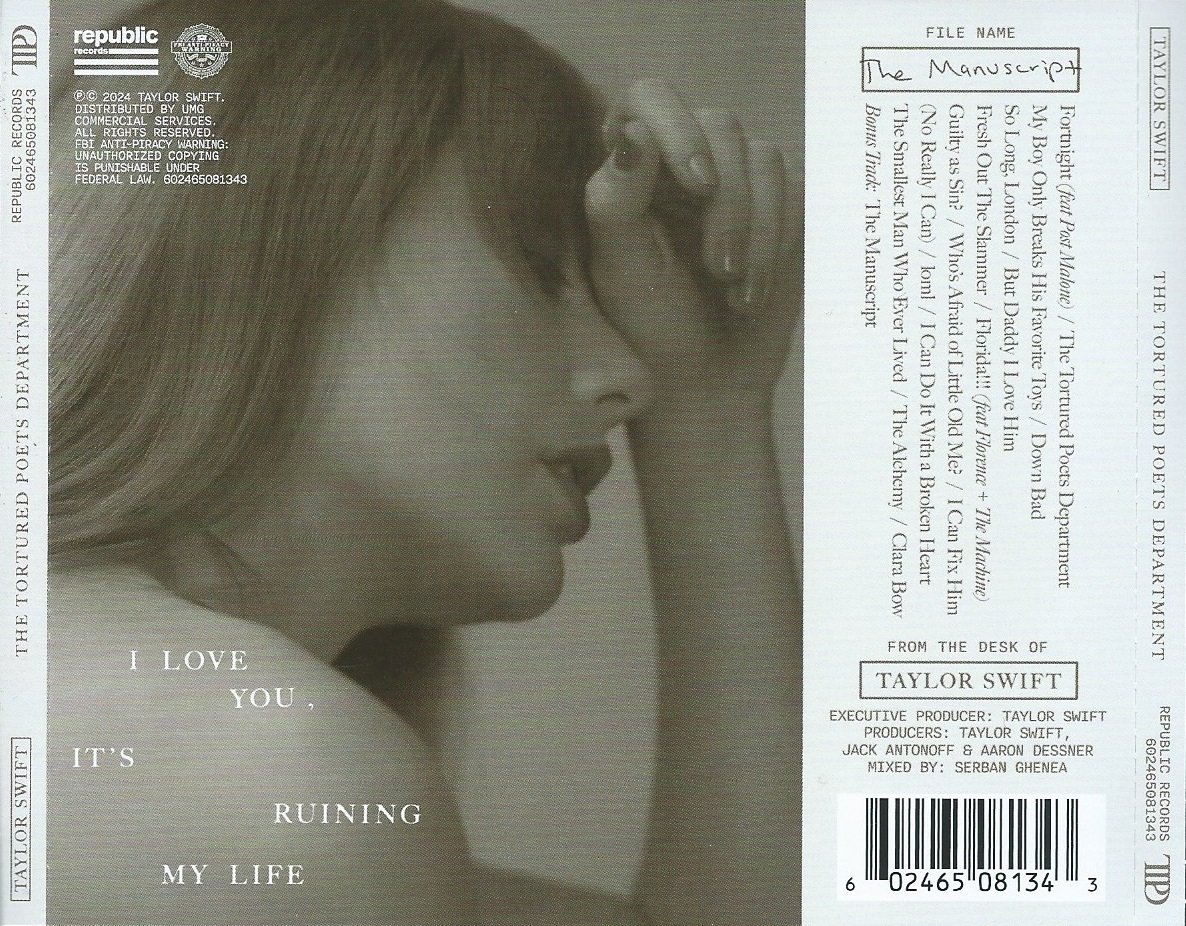 TTPD
REPUBLIC RECORDS
602465081343
THE TORTURED POETS DEPARTMENT
TAYLOR SWIFT
republic
records
FBI ANTI-PIRACY
WARNING
℗© 2024 TAYLOR SWIFT.
DISTRIBUTED BY UMG
COMMERCIAL SERVICES.
ALL RIGHTS RESERVED.
FBI ANTI-PIRACY WARNING:
UNAUTHORIZED COPYING
IS PUNISHABLE UNDER
FEDERAL LAW. 602465081343
I LOVE
YOU,
IT'S
RUINING
MY LIFE
FILE NAME
The Manuscript
Fortnight (feat Post Malone) / The Tortured Poets Department
My Boy Only Breaks His Favorite Toys / Down Bad
So Long, London / But Daddy I Love Him
Fresh Out The Slammer / Florida!!! (feat Florence + The Machine)
Guilty as Sin? / Who's Afraid of Little Old Me? / I Can Fix Him
(No Really I Can) / loml / I Can Do It With a Broken Heart
The Smallest Man Who Ever Lived / The Alchemy / Clara Bow
Bonus Track: The Manuscript
FROM THE DESK OF
TAYLOR SWIFT
EXECUTIVE PRODUCER: TAYLOR SWIFT
PRODUCERS: TAYLOR SWIFT,
JACK ANTONOFF & AARON DESSNER
MIXED BY: SERBAN GHENEA
6 02465 08134 3
TAYLOR SWIFT
THE TORTURED POETS DEPARTMENT
REPUBLIC RECORDS
602465081343
TTPD